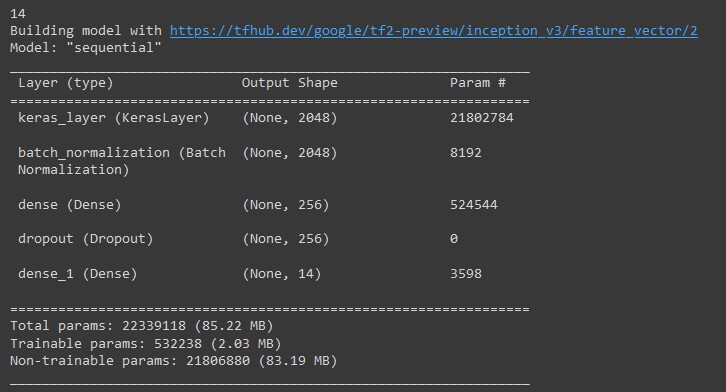 14
Building model with https://tfhub.dev/google/tf2-preview/inception_v3/feature_vector/2
Model: "sequential"
_________________________________________________________________
Layer (type)                Output Shape              Param #
=================================================================
keras_layer (KerasLayer)    (None, 2048)              21802784
batch_normalization (Batch  (None, 2048)              8192
Normalization)
dense (Dense)               (None, 256)               524544
dropout (Dropout)           (None, 256)               0
dense_1 (Dense)             (None, 14)                3598
=================================================================
Total params: 22339118 (85.22 MB)
Trainable params: 532238 (2.03 MB)
Non-trainable params: 21806880 (83.19 MB)
_________________________________________________________________